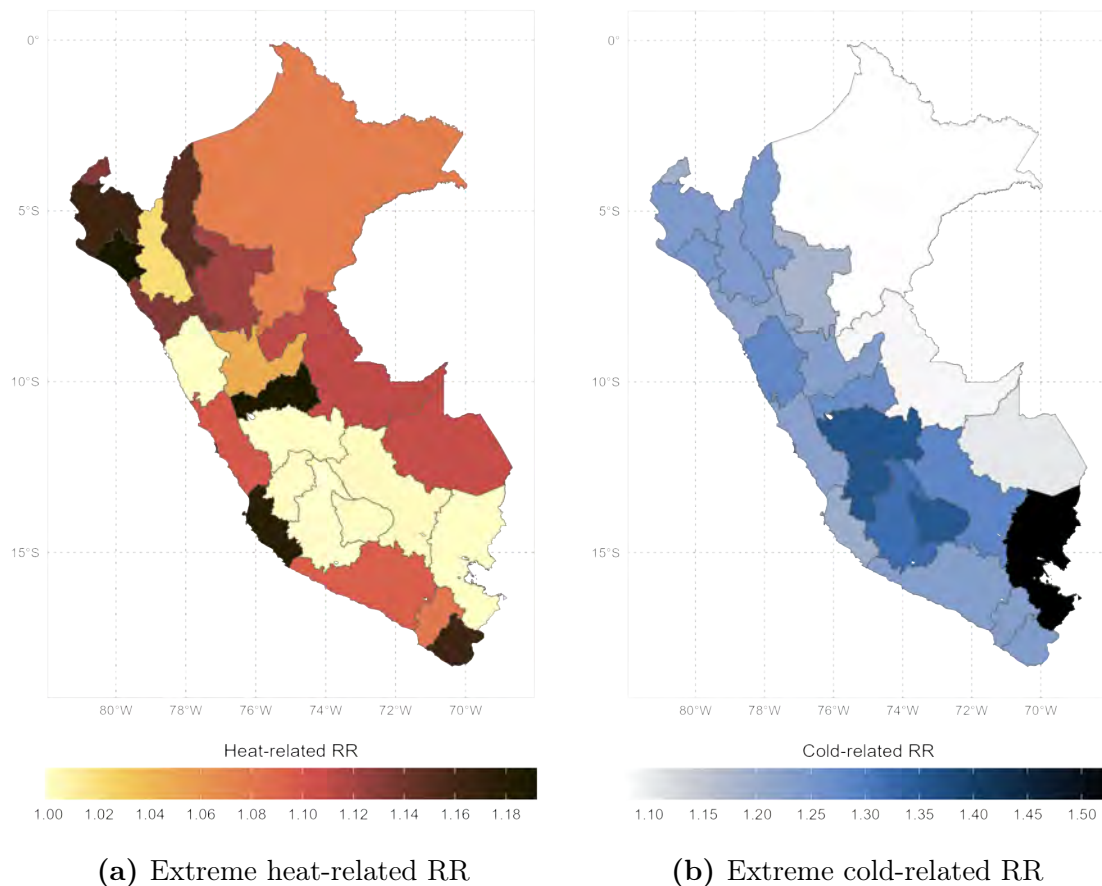 0°
5°S
10°S
15°S
80°W 78°W 76°W 74°W 72°W 70°W
Heat-related RR
1.00 1.02 1.04 1.06 1.08 1.10 1.12 1.14 1.16 1.18
(a) Extreme heat-related RR
0°
5°S
10°S
15°S
80°W 78°W 76°W 74°W 72°W 70°W
Cold-related RR
1.10 1.15 1.20 1.25 1.30 1.35 1.40 1.45 1.50
(b) Extreme cold-related RR